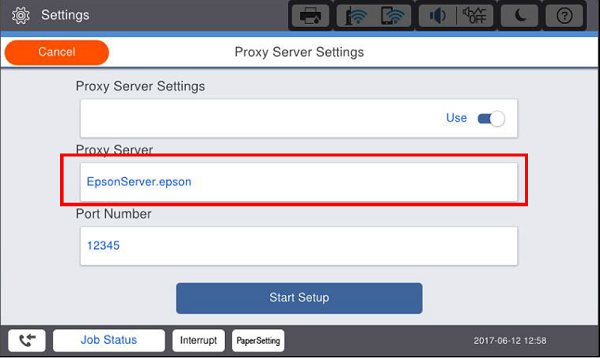 Settings
OFF
Cancel
Proxy Server Settings
Proxy Server Settings
Use
Proxy Server
EpsonServer.epson
Port Number
12345
Start Setup
Job Status
Interrupt
PaperSetting
2017-06-12 12:58